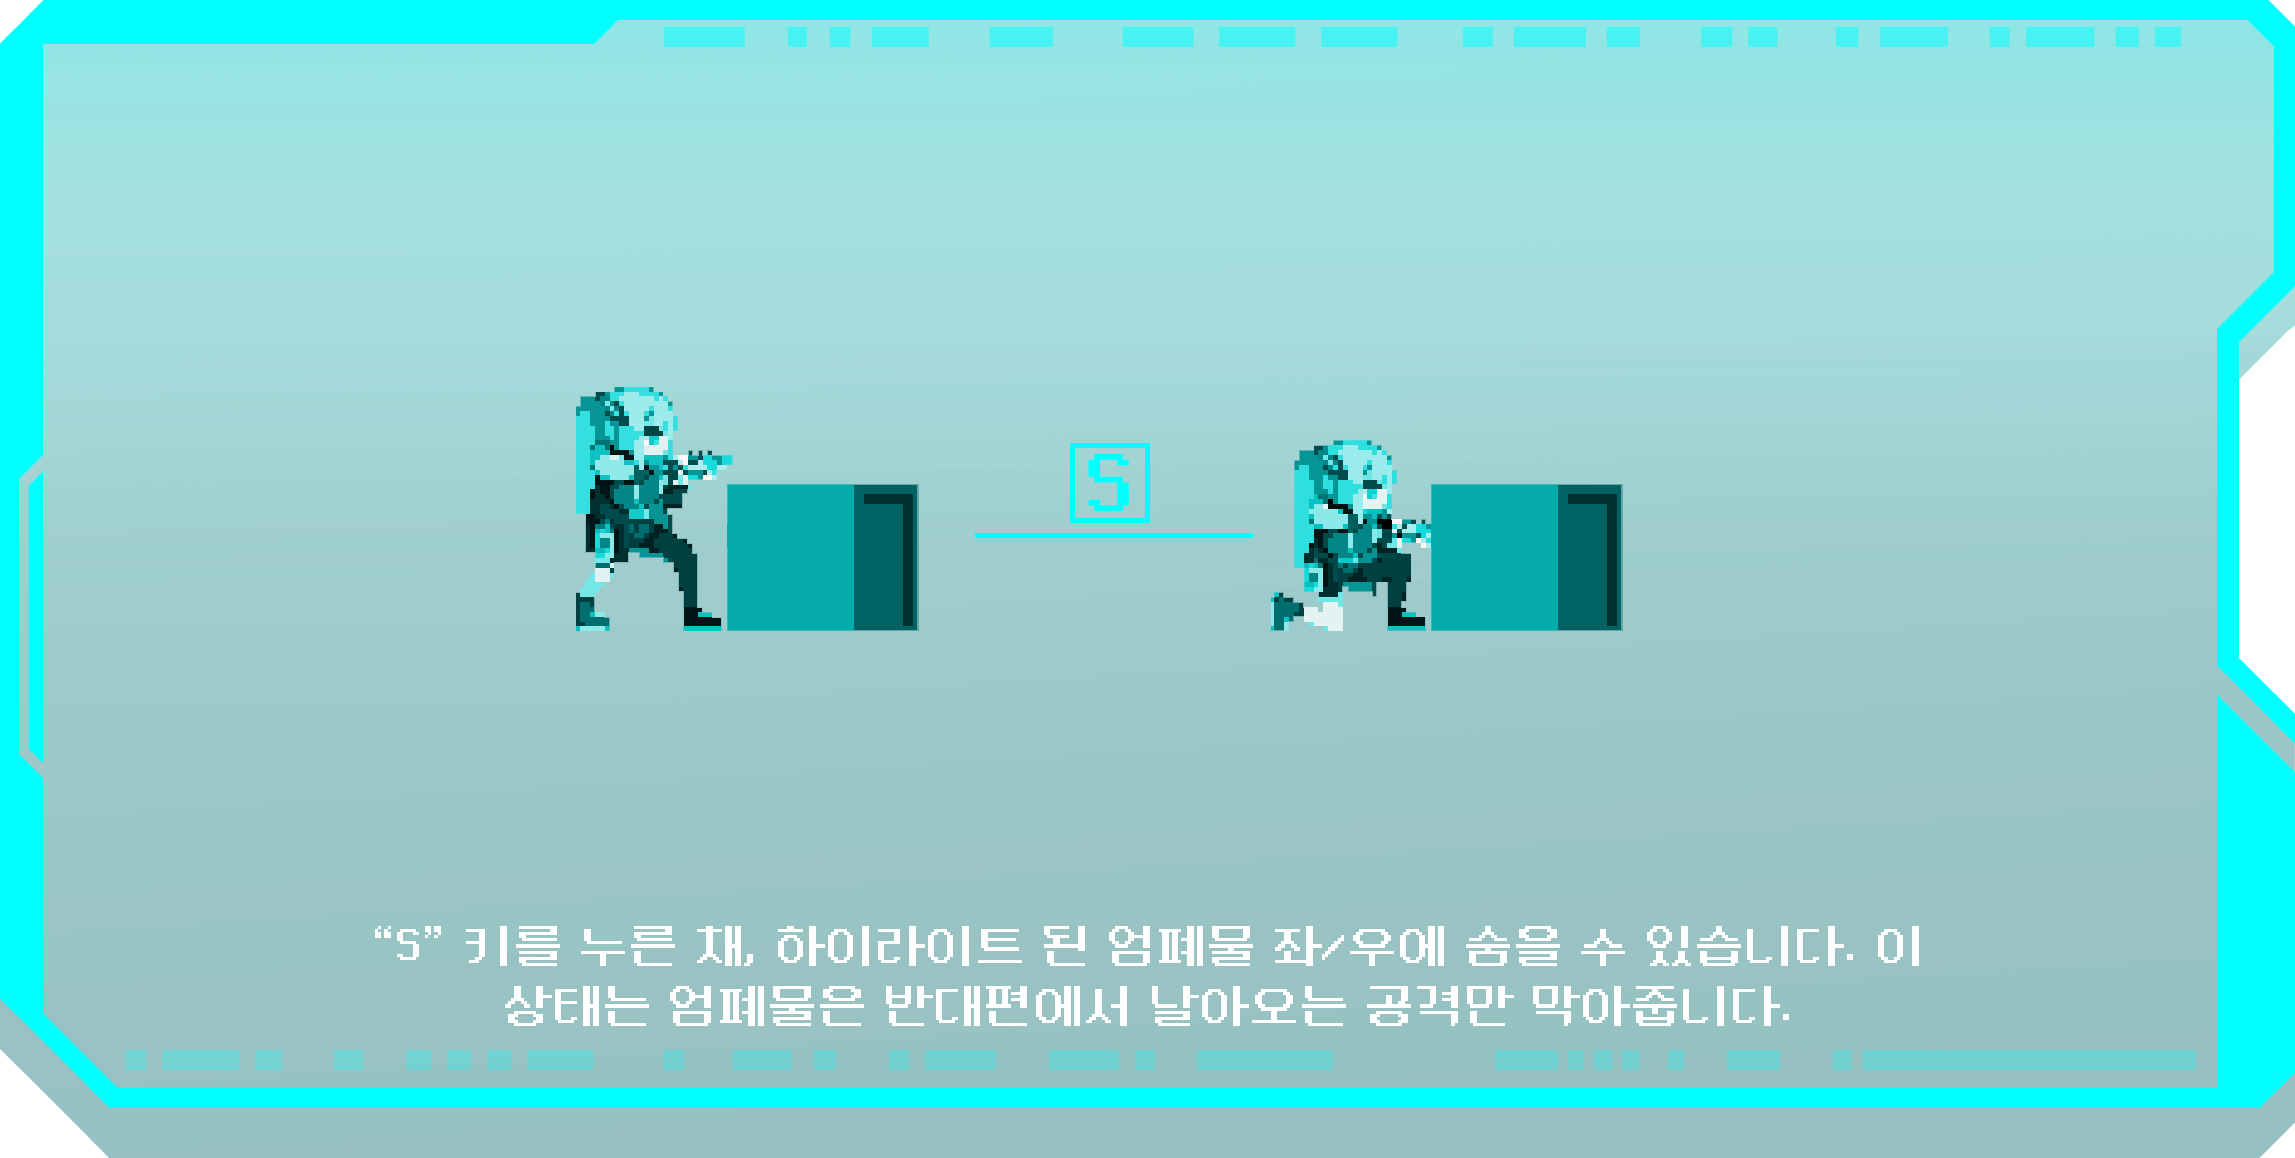 S
“S” 키를 누른 채, 하이라이트 된 엄폐물 좌/우에 숨을 수 있습니다. 이
상태는 엄폐물은 반대편에서 날아오는 공격만 막아줍니다.